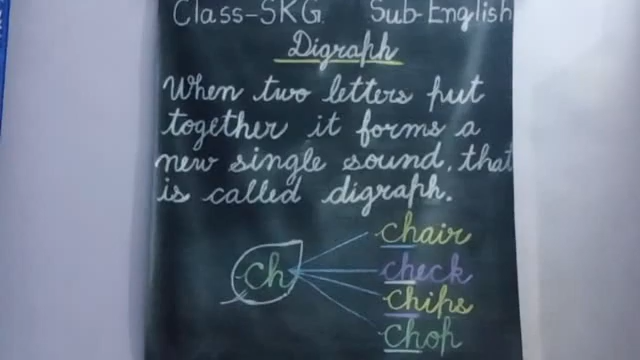 Class-SKG. Sub-English
Digraph
When two letters put
together it forms a
new single sound, that
is called digraph.
ch
chair
check
chips
chop